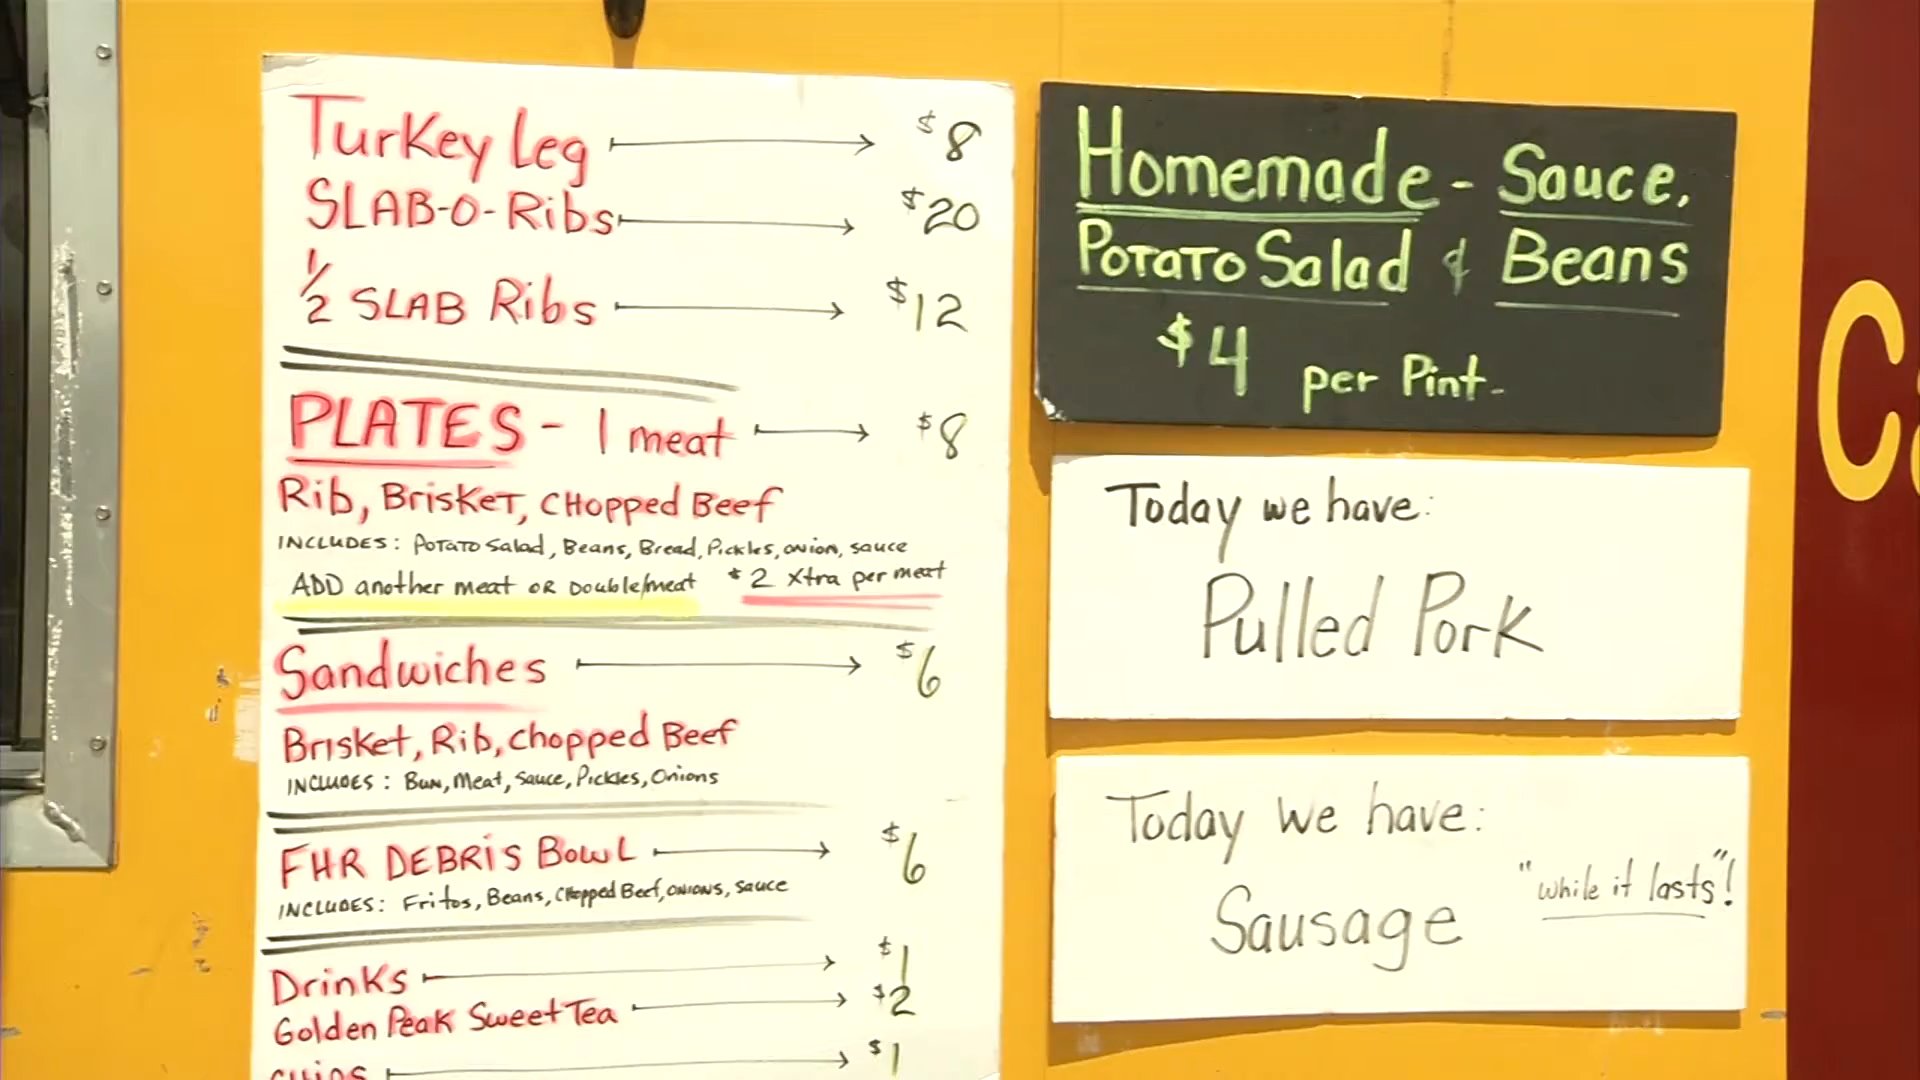 Turkey Leg $8
SLAB-O-Ribs $20
1/2 SLAB Ribs $12
PLATES - 1 meat $8
Rib, Brisket, CHopped Beef
INCLUDES: Potato Salad, Beans, Bread, Pickles, onion, sauce
ADD another meat OR Double/meat $2 Xtra per meat
Sandwiches $6
Brisket, Rib, Chopped Beef
INCLUDES: Bun, Meat, Sauce, Pickles, Onions
FHR DEBRiS BowL $6
INCLUDES: Fritos, Beans, CHopped Beef, onions, sauce
Drinks $1
Golden Peak Sweet Tea $2
CHips $1
Homemade - Sauce,
Potato Salad & Beans
$4 per Pint.
Today we have:
Pulled Pork
Today we have:
"while it lasts"!
Sausage